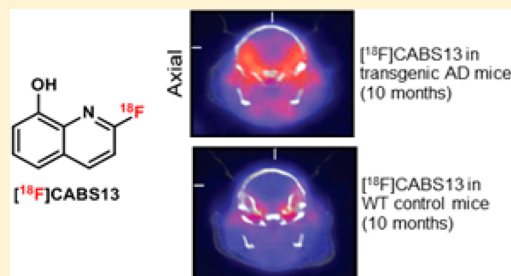 OH
N
¹⁸F
[¹⁸F]CABS13
Axial
[¹⁸F]CABS13 in
transgenic AD mice
(10 months)
[¹⁸F]CABS13 in
WT control mice
(10 months)